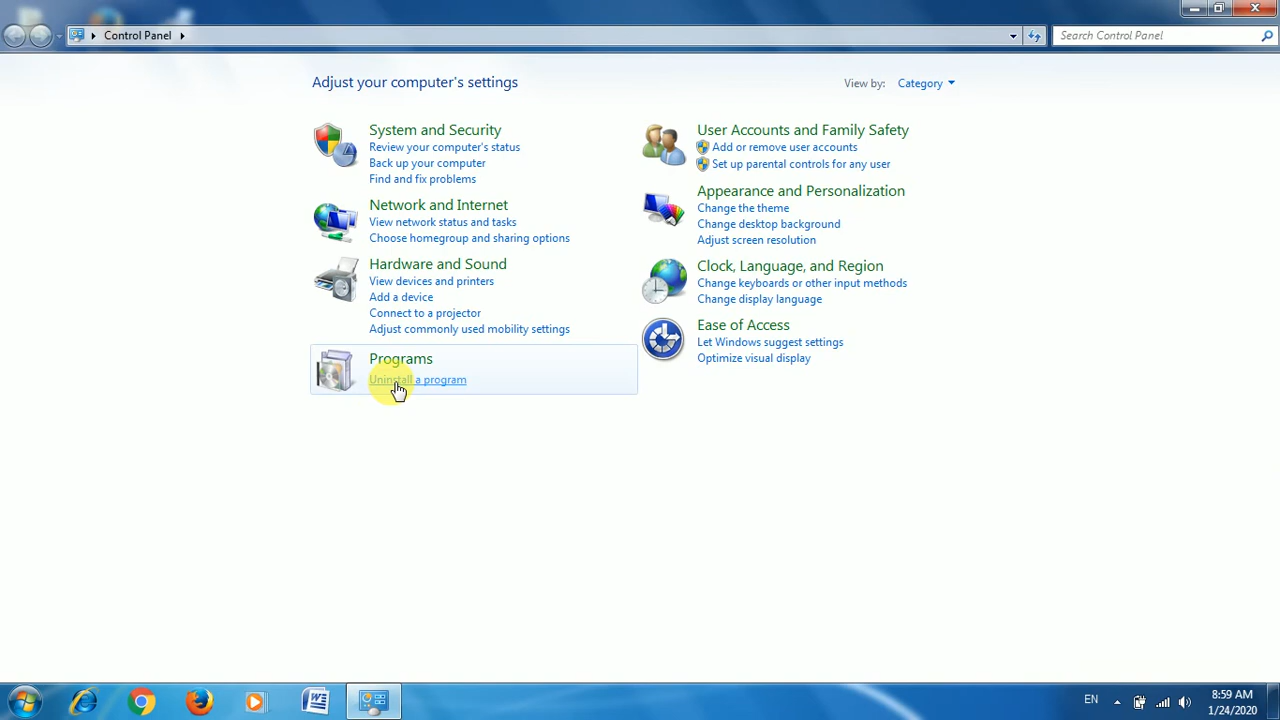 Control Panel
Search Control Panel
Adjust your computer's settings
View by: Category
System and Security
Review your computer's status
Back up your computer
Find and fix problems
Network and Internet
View network status and tasks
Choose homegroup and sharing options
Hardware and Sound
View devices and printers
Add a device
Connect to a projector
Adjust commonly used mobility settings
Programs
Uninstall a program
User Accounts and Family Safety
Add or remove user accounts
Set up parental controls for any user
Appearance and Personalization
Change the theme
Change desktop background
Adjust screen resolution
Clock, Language, and Region
Change keyboards or other input methods
Change display language
Ease of Access
Let Windows suggest settings
Optimize visual display
EN
8:59 AM
1/24/2020